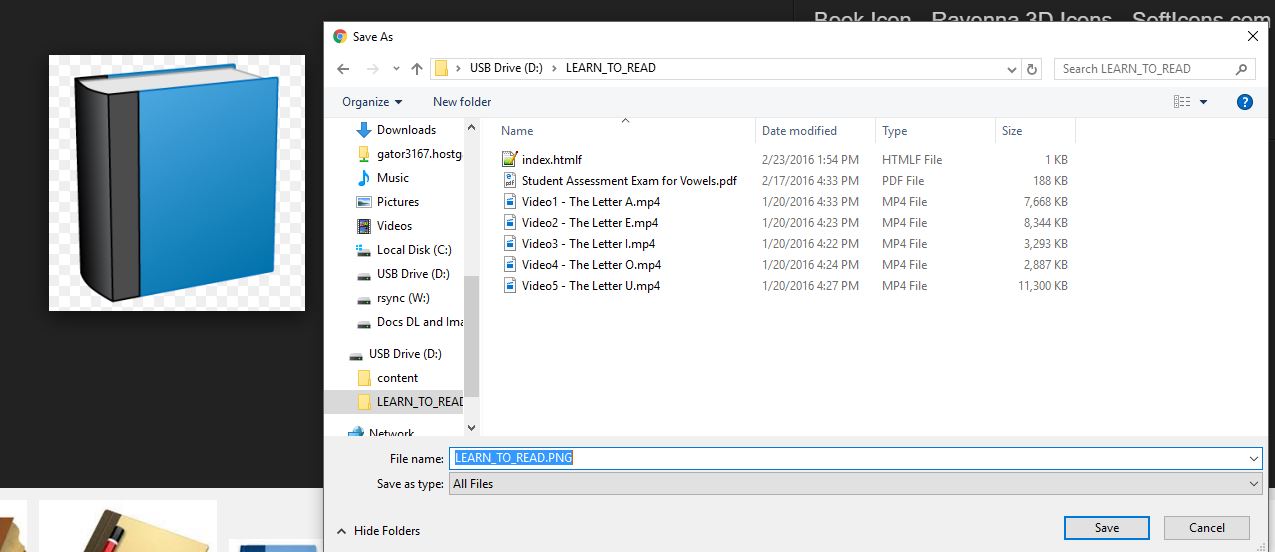 Book Icon - Ravenna 3D Icons - SoftIcons.com
Save As
USB Drive (D:) > LEARN_TO_READ
Search LEARN_TO_READ
Organize
New folder
?
Downloads
gator3167.hostg
Music
Pictures
Videos
Local Disk (C:)
USB Drive (D:)
rsync (W:)
Docs DL and Ima
USB Drive (D:)
content
LEARN_TO_READ
Network
Name Date modified Type Size
index.htmlf 2/23/2016 1:54 PM HTMLF File 1 KB
Student Assessment Exam for Vowels.pdf 2/17/2016 4:33 PM PDF File 188 KB
Video1 - The Letter A.mp4 1/20/2016 4:33 PM MP4 File 7,668 KB
Video2 - The Letter E.mp4 1/20/2016 4:23 PM MP4 File 8,344 KB
Video3 - The Letter I.mp4 1/20/2016 4:22 PM MP4 File 3,293 KB
Video4 - The Letter O.mp4 1/20/2016 4:24 PM MP4 File 2,887 KB
Video5 - The Letter U.mp4 1/20/2016 4:27 PM MP4 File 11,300 KB
File name: LEARN_TO_READ.PNG
Save as type: All Files
Hide Folders
Save
Cancel